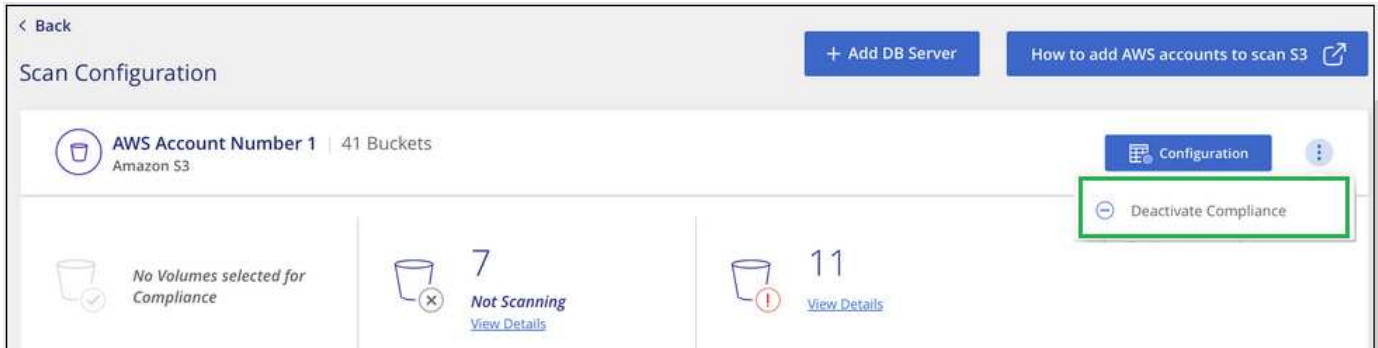 < Back
+ Add DB Server
How to add AWS accounts to scan S3
Scan Configuration
AWS Account Number 1 | 41 Buckets
Amazon S3
Configuration
Deactivate Compliance
No Volumes selected for
Compliance
7
Not Scanning
View Details
11
View Details